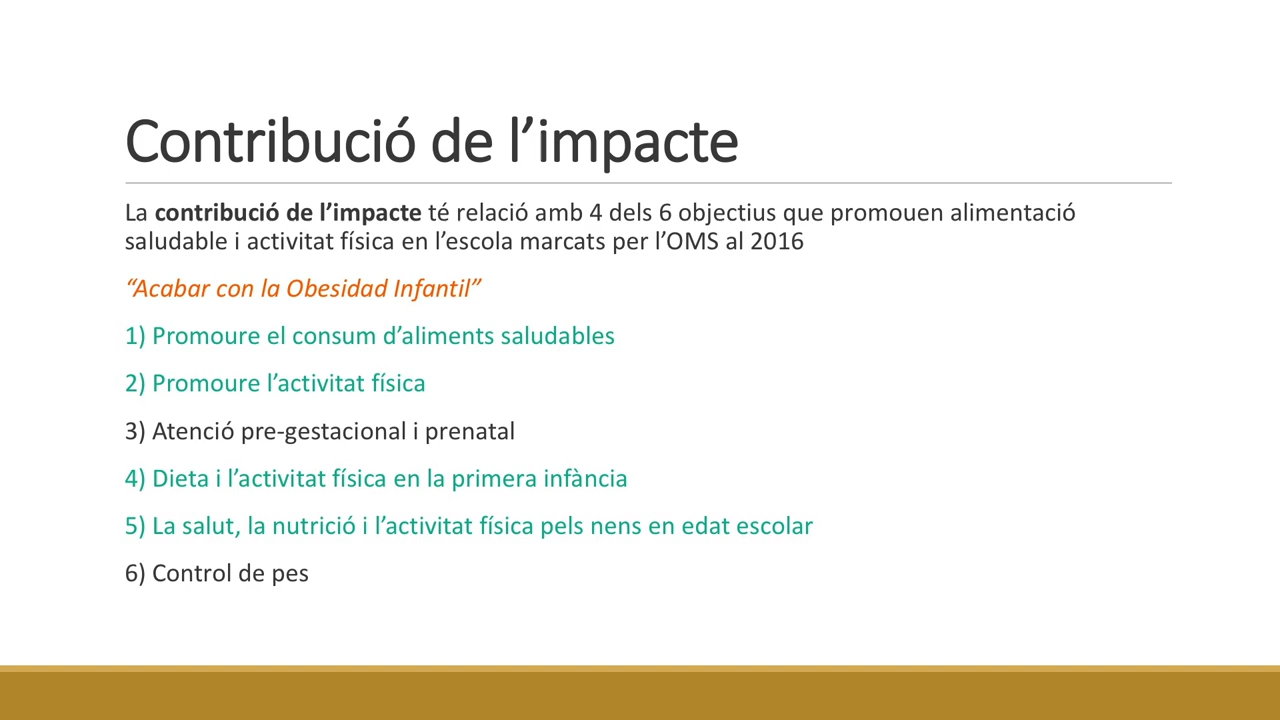 Contribució de l’impacte
La contribució de l’impacte té relació amb 4 dels 6 objectius que promouen alimentació
saludable i activitat física en l’escola marcats per l’OMS al 2016
“Acabar con la Obesidad Infantil”
1) Promoure el consum d’aliments saludables
2) Promoure l’activitat física
3) Atenció pre-gestacional i prenatal
4) Dieta i l’activitat física en la primera infància
5) La salut, la nutrició i l’activitat física pels nens en edat escolar
6) Control de pes